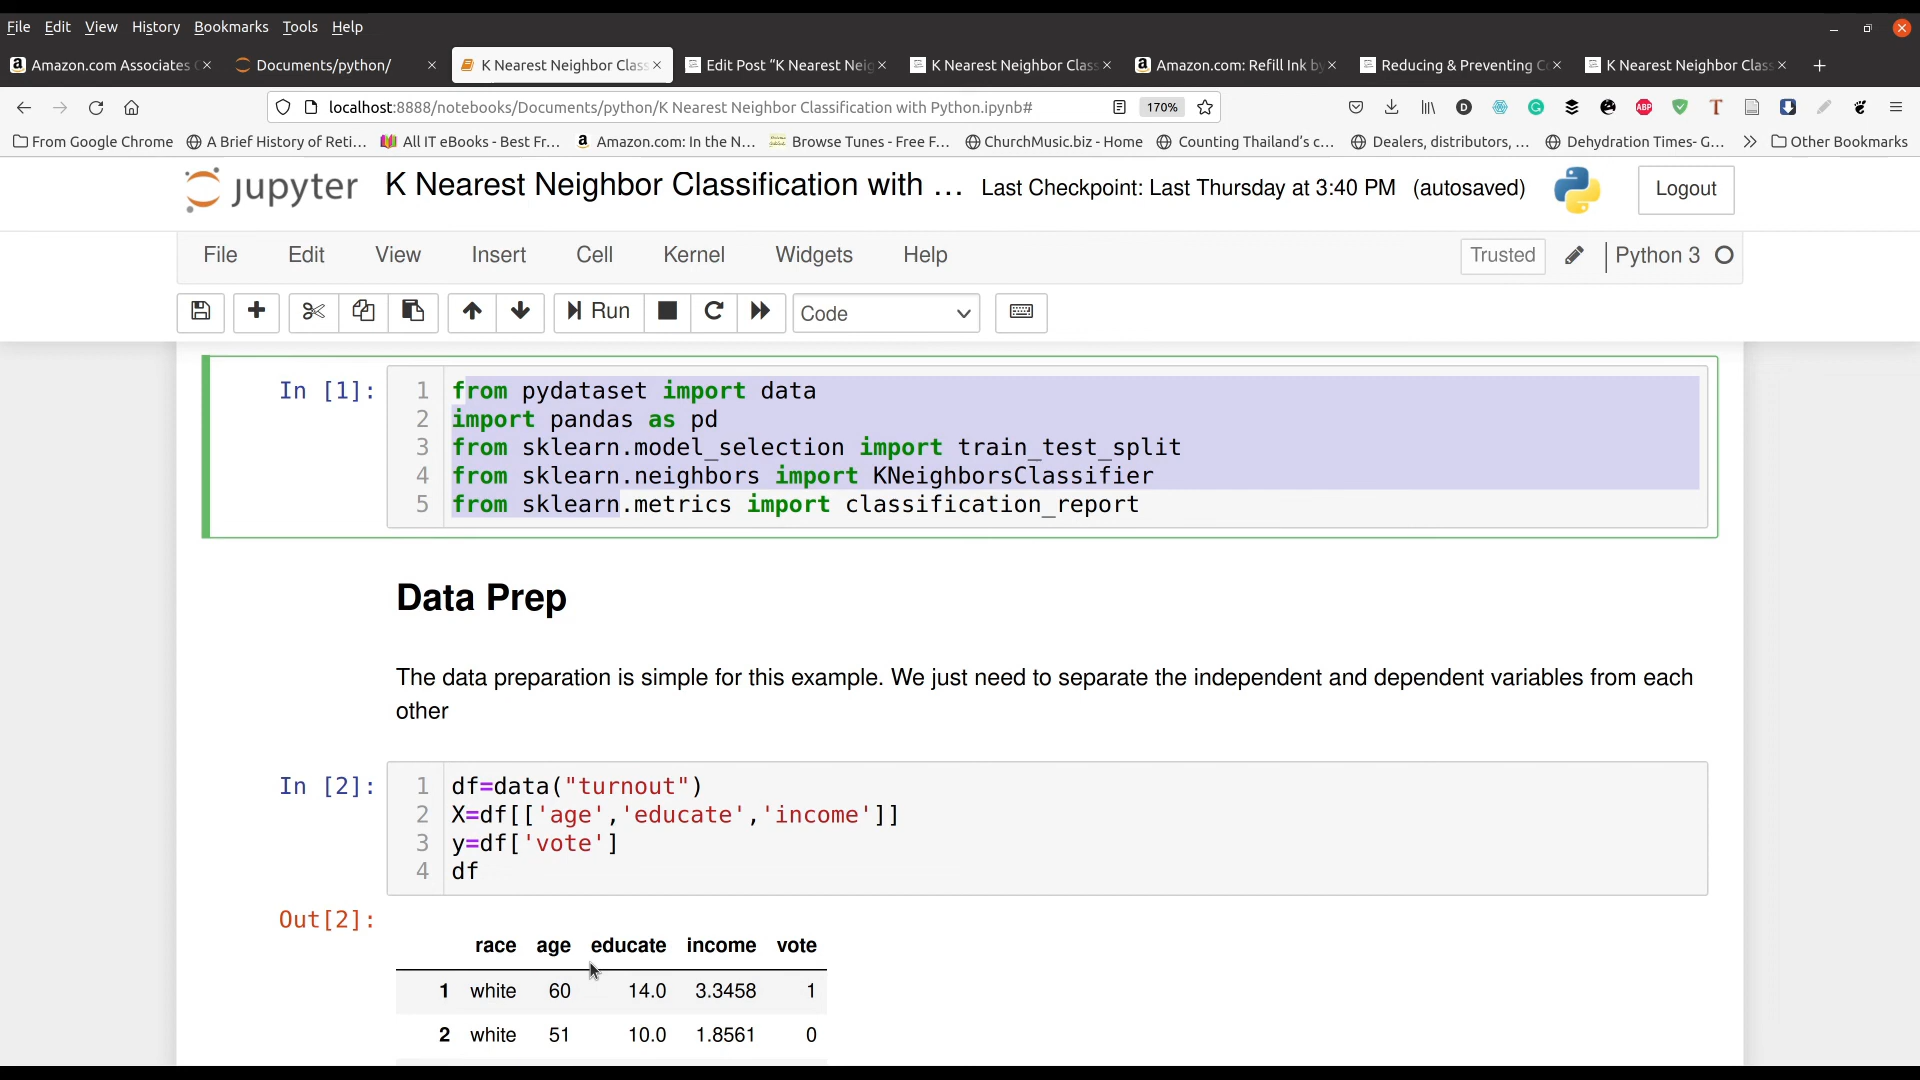 File Edit View History Bookmarks Tools Help
Amazon.com Associates C Documents/python/ K Nearest Neighbor Class Edit Post “K Nearest Neig K Nearest Neighbor Class Amazon.com: Refill Ink by Reducing & Preventing Co K Nearest Neighbor Class
localhost:8888/notebooks/Documents/python/K Nearest Neighbor Classification with Python.ipynb# 170%
From Google Chrome A Brief History of Reti... All IT eBooks - Best Fr... Amazon.com: In the N... Browse Tunes - Free F... ChurchMusic.biz - Home Counting Thailand’s c... Dealers, distributors, ... Dehydration Times- G... Other Bookmarks
jupyter K Nearest Neighbor Classification with ... Last Checkpoint: Last Thursday at 3:40 PM (autosaved) Logout
File Edit View Insert Cell Kernel Widgets Help Trusted Python 3
Run Code
In [1]: 1 from pydataset import data
2 import pandas as pd
3 from sklearn.model_selection import train_test_split
4 from sklearn.neighbors import KNeighborsClassifier
5 from sklearn.metrics import classification_report
Data Prep
The data preparation is simple for this example. We just need to separate the independent and dependent variables from each
other
In [2]: 1 df=data("turnout")
2 X=df[['age','educate','income']]
3 y=df['vote']
4 df
Out[2]:
race age educate income vote
1 white 60 14.0 3.3458 1
2 white 51 10.0 1.8561 0